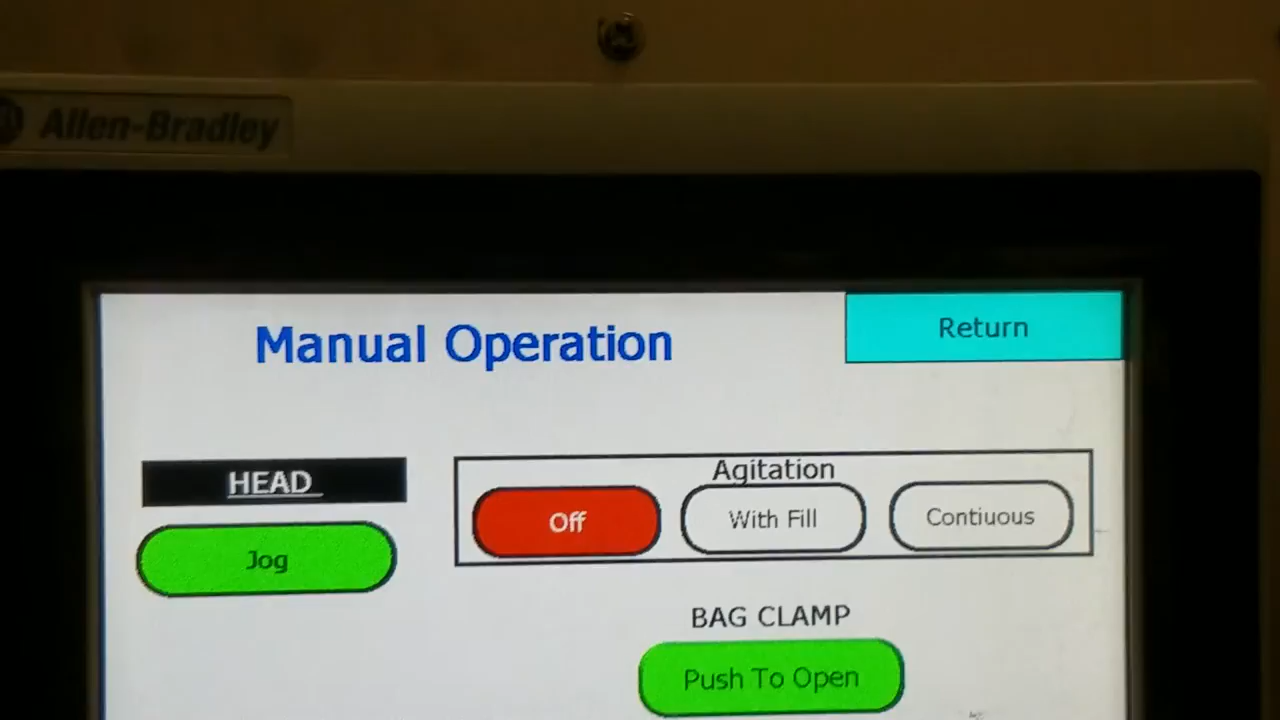 Allen-Bradley
Manual Operation
Return
HEAD
Jog
Agitation
Off
With Fill
Contiuous
BAG CLAMP
Push To Open